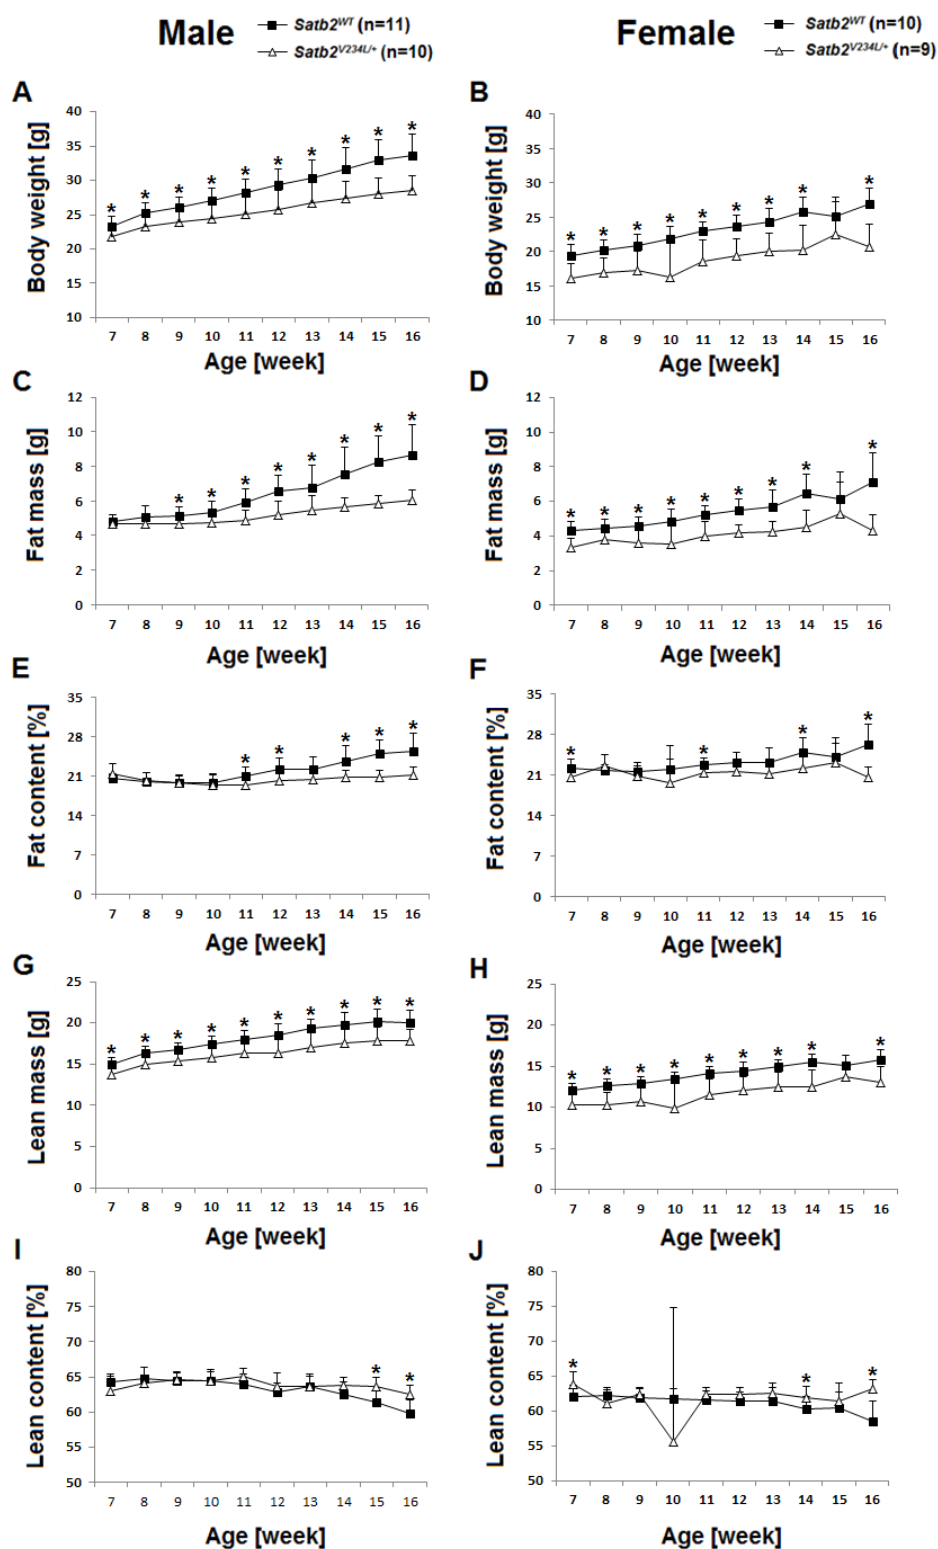 Male
Satb2^WT (n=11)
Satb2^V234L/+ (n=10)
Female
Satb2^WT (n=10)
Satb2^V234L/+ (n=9)
A
Body weight [g]
40
35
30
25
20
15
10
* * * * * * * * * *
7 8 9 10 11 12 13 14 15 16
Age [week]
B
Body weight [g]
40
35
30
25
20
15
10
* * * * * * * * *
7 8 9 10 11 12 13 14 15 16
Age [week]
C
Fat mass [g]
12
10
8
6
4
2
0
* * * * * * * *
7 8 9 10 11 12 13 14 15 16
Age [week]
D
Fat mass [g]
12
10
8
6
4
2
0
* * * * * * * * *
7 8 9 10 11 12 13 14 15 16
Age [week]
E
Fat content [%]
35
28
21
14
7
0
* * * * *
7 8 9 10 11 12 13 14 15 16
Age [week]
F
Fat content [%]
35
28
21
14
7
0
* * * *
7 8 9 10 11 12 13 14 15 16
Age [week]
G
Lean mass [g]
25
20
15
10
5
0
* * * * * * * * * *
7 8 9 10 11 12 13 14 15 16
Age [week]
H
Lean mass [g]
25
20
15
10
5
0
* * * * * * * * *
7 8 9 10 11 12 13 14 15 16
Age [week]
I
Lean content [%]
80
75
70
65
60
55
50
* *
7 8 9 10 11 12 13 14 15 16
Age [week]
J
Lean content [%]
80
75
70
65
60
55
50
* * *
7 8 9 10 11 12 13 14 15 16
Age [week]